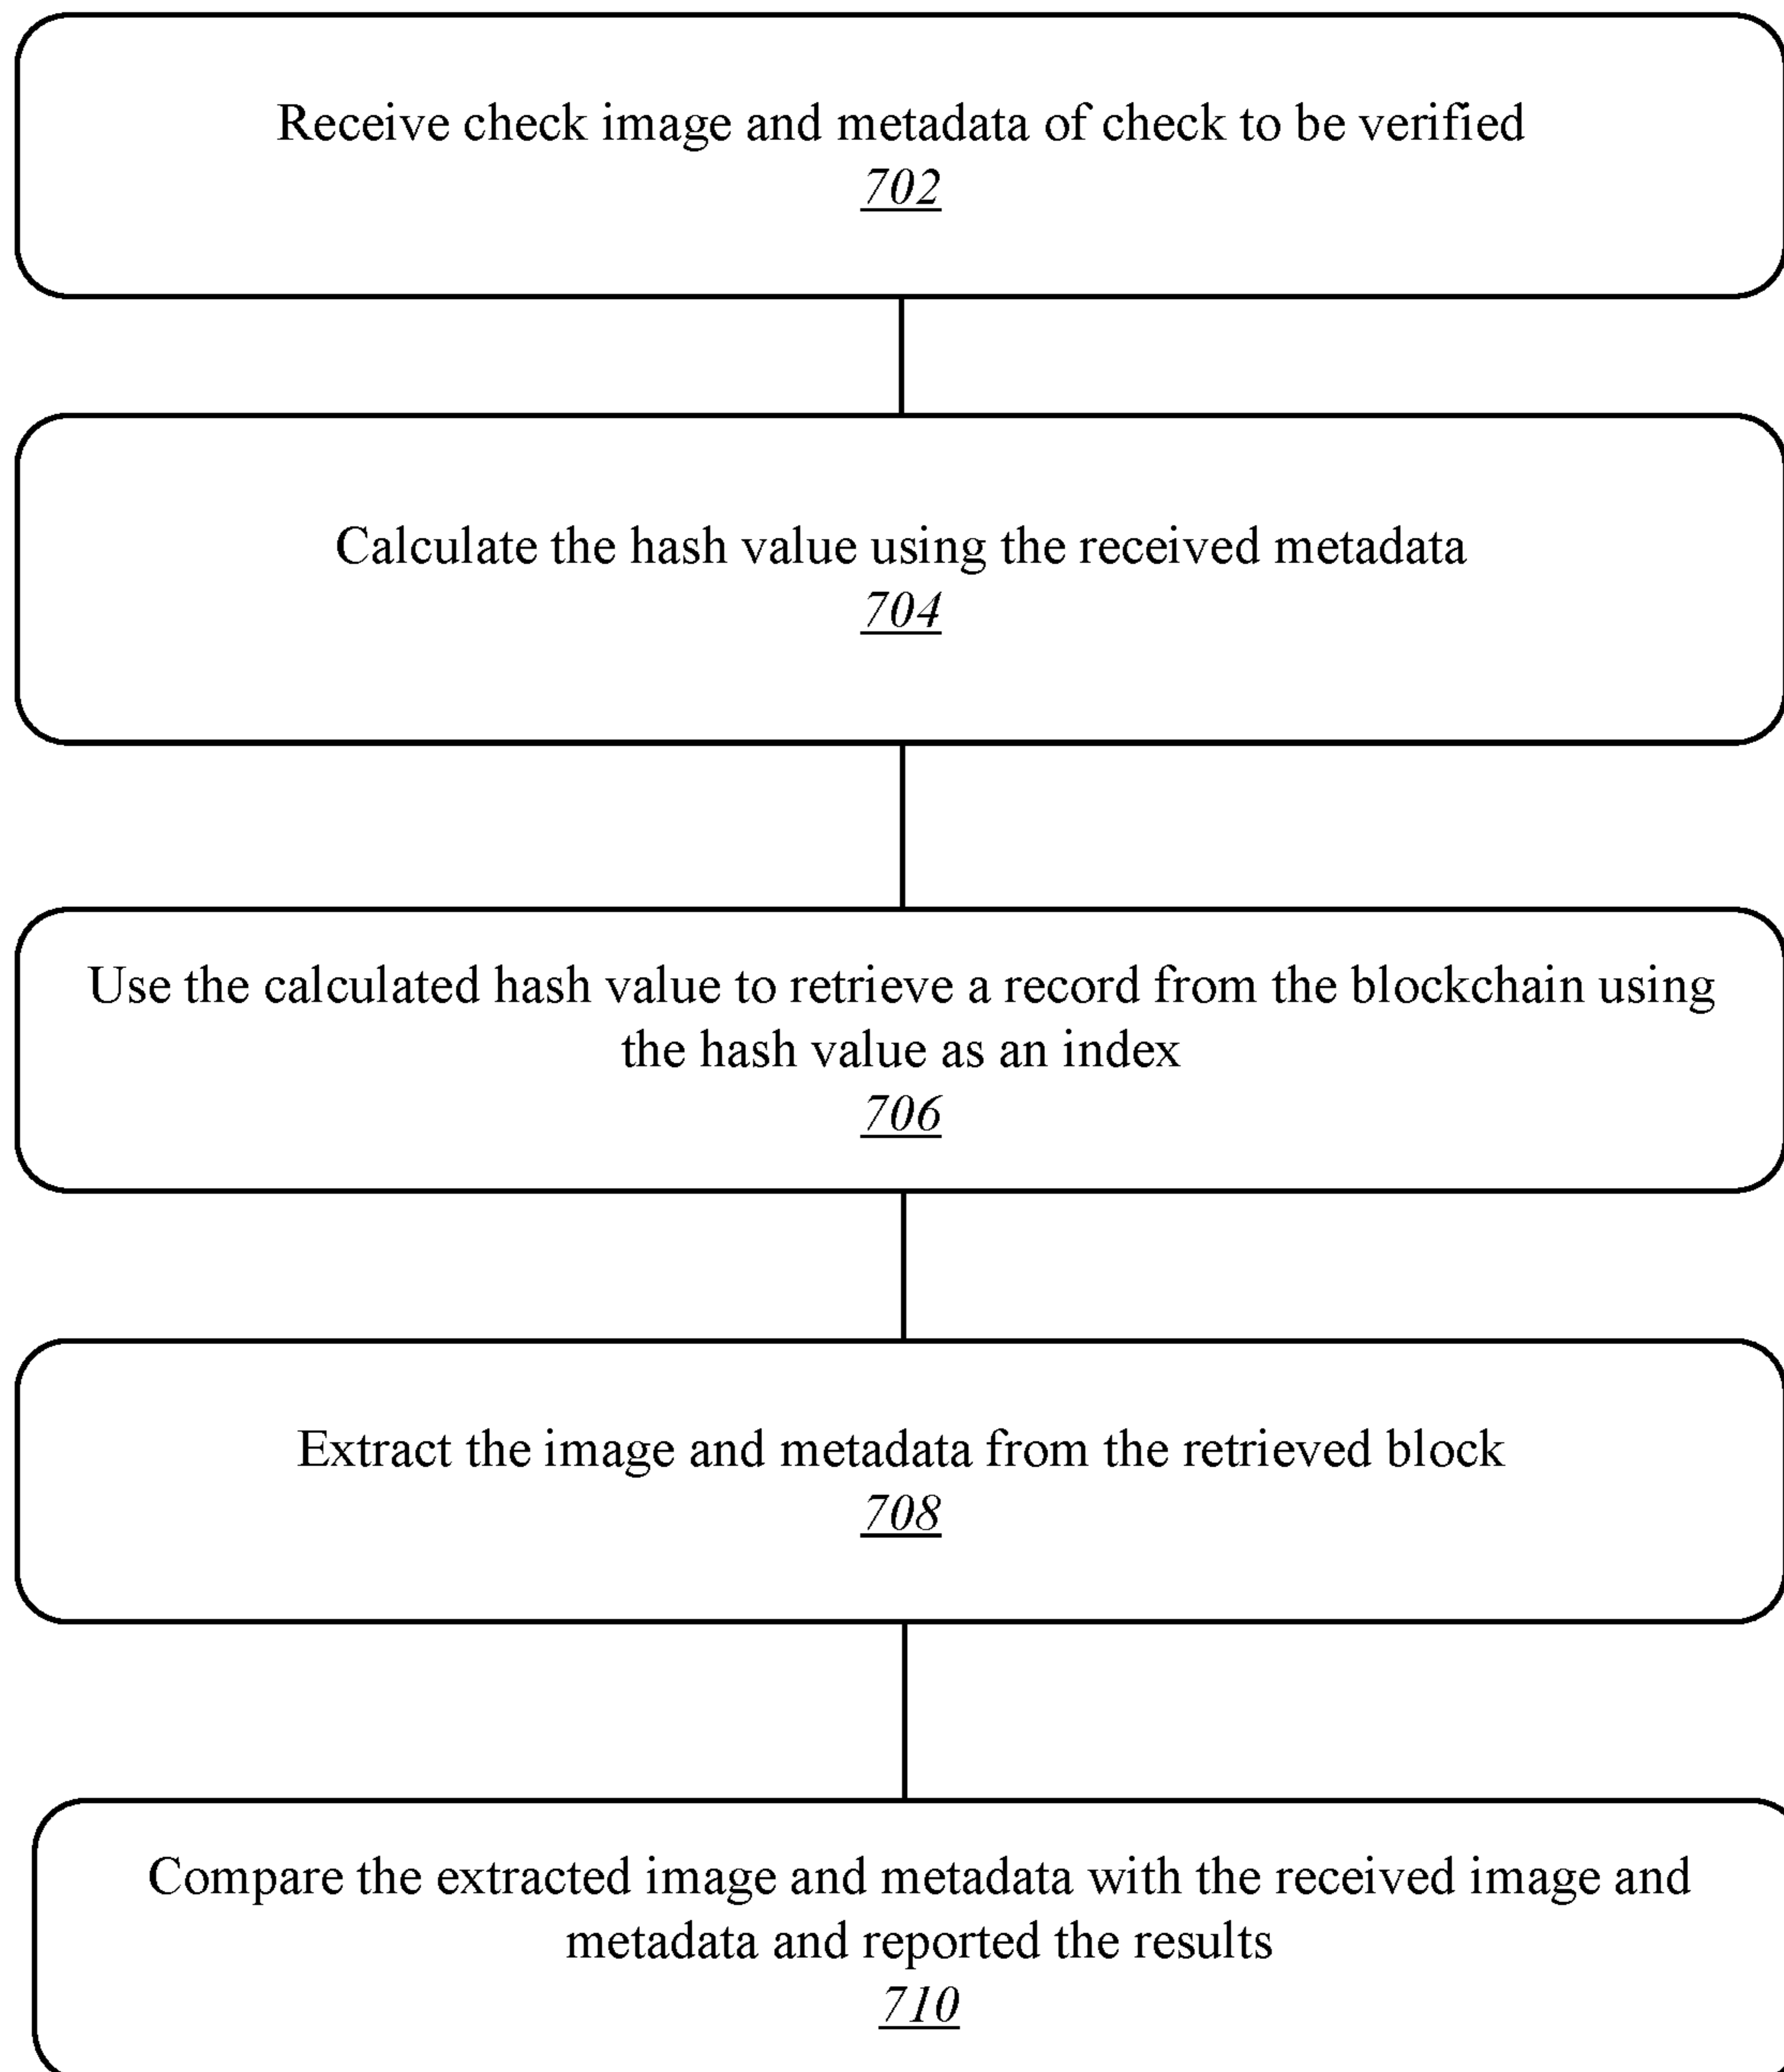 Receive check image and metadata of check to be verified
702
Calculate the hash value using the received metadata
704
Use the calculated hash value to retrieve a record from the blockchain using
the hash value as an index
706
Extract the image and metadata from the retrieved block
708
Compare the extracted image and metadata with the received image and
metadata and reported the results
710